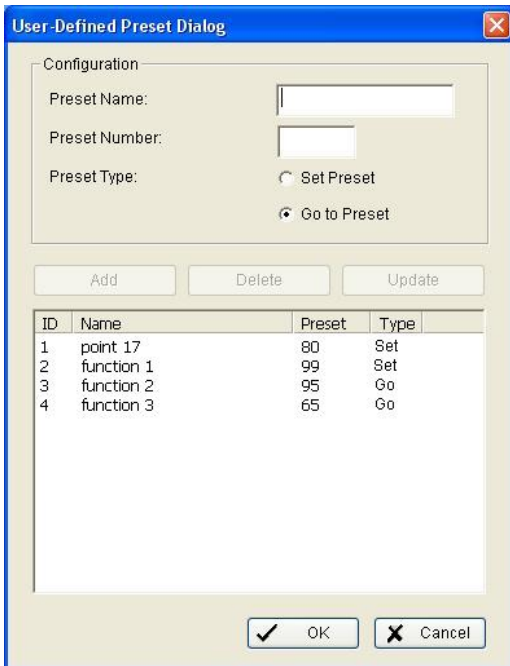 User-Defined Preset Dialog
Configuration
Preset Name:
Preset Number:
Preset Type: Set Preset
Go to Preset
Add Delete Update
ID Name Preset Type
1 point 17 80 Set
2 function 1 99 Set
3 function 2 95 Go
4 function 3 65 Go
OK Cancel